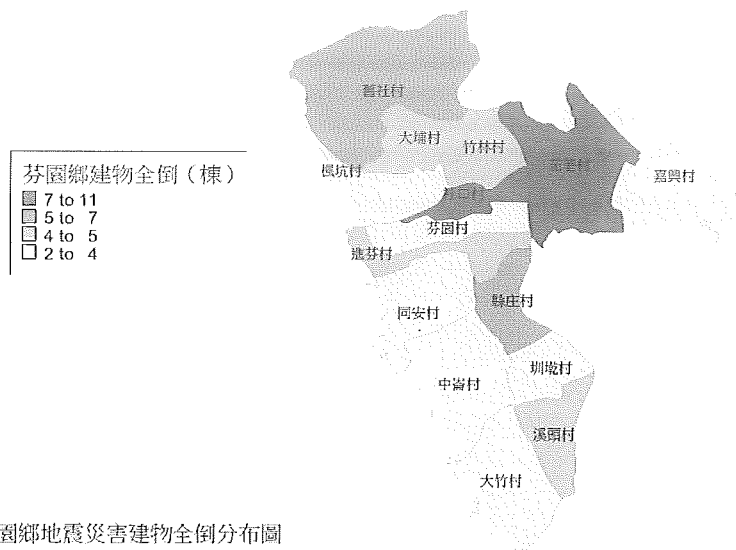 舊社村
大埔村
竹林村
楓坑村
嘉興村
芬園鄉建物全倒（棟）
7 to 11
5 to 7
4 to 5
2 to 4
芬園村
進芬村
縣庄村
同安村
圳墘村
中崙村
溪頭村
大竹村
園鄉地震災害建物全倒分布圖